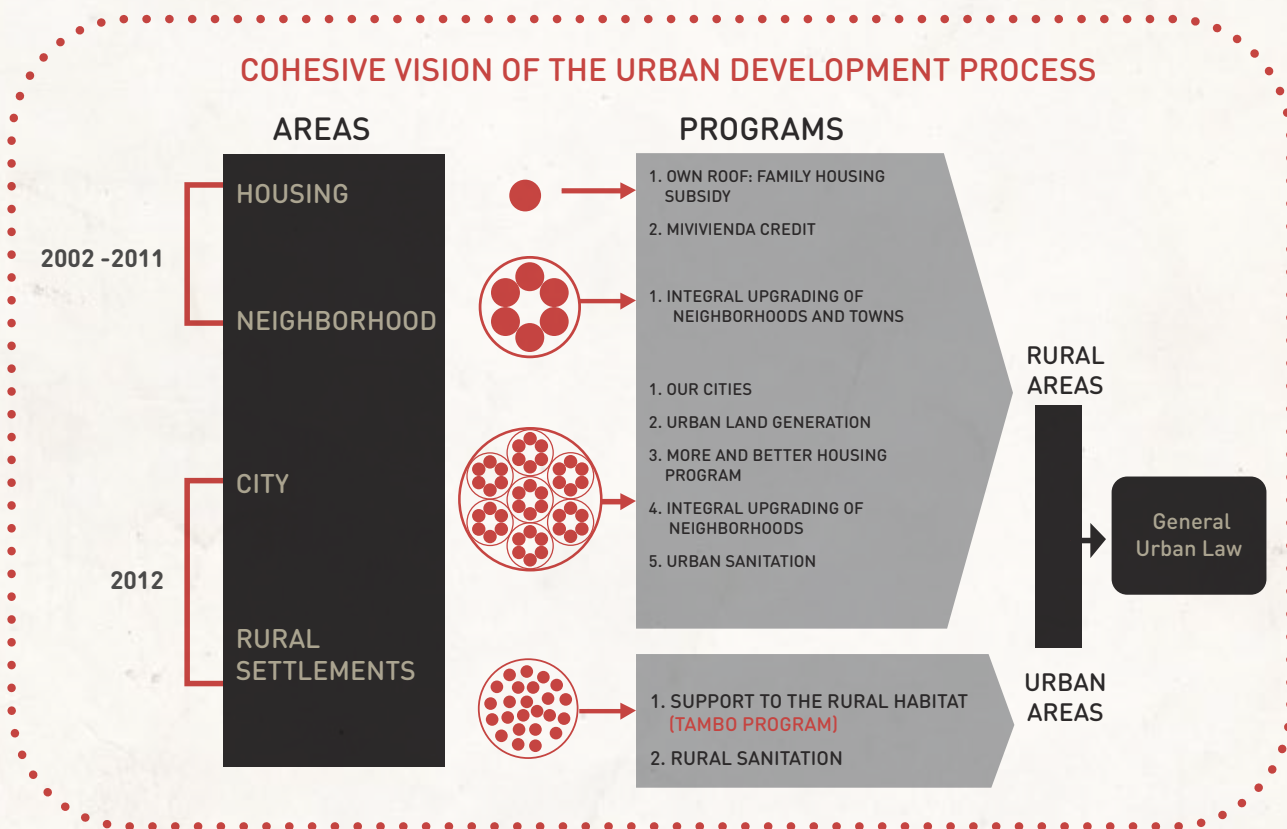 COHESIVE VISION OF THE URBAN DEVELOPMENT PROCESS
AREAS
PROGRAMS
2002 -2011
HOUSING
NEIGHBORHOOD
2012
CITY
RURAL
SETTLEMENTS
1. OWN ROOF: FAMILY HOUSING
SUBSIDY
2. MIVIVIENDA CREDIT
1. INTEGRAL UPGRADING OF
NEIGHBORHOODS AND TOWNS
1. OUR CITIES
2. URBAN LAND GENERATION
3. MORE AND BETTER HOUSING
PROGRAM
4. INTEGRAL UPGRADING OF
NEIGHBORHOODS
5. URBAN SANITATION
1. SUPPORT TO THE RURAL HABITAT
(TAMBO PROGRAM)
2. RURAL SANITATION
RURAL
AREAS
URBAN
AREAS
General
Urban Law